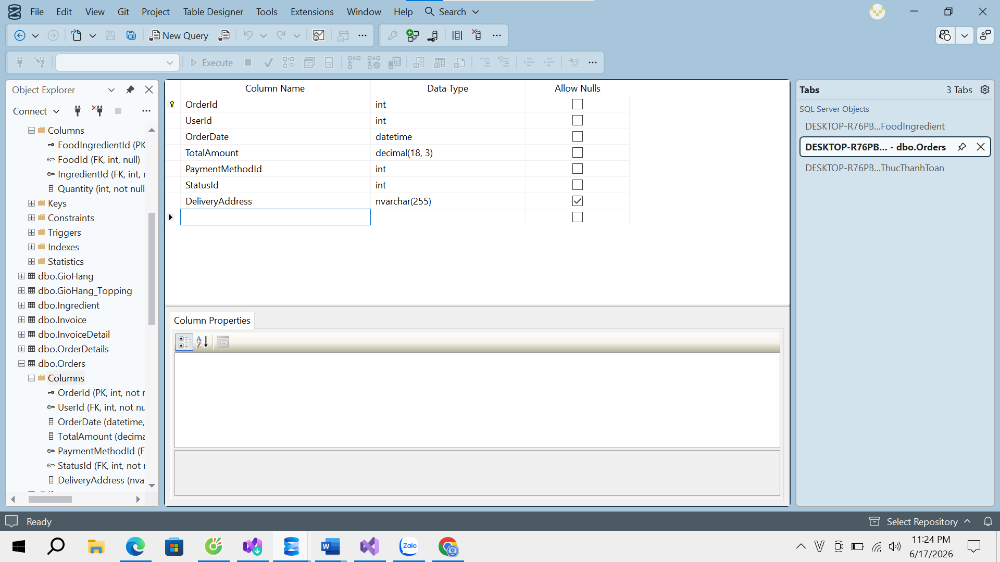 File Edit View Git Project Table Designer Tools Extensions Window Help Search
New Query
Execute
Object Explorer
Connect
Columns
FoodIngredientId (PK
FoodId (FK, int, null)
IngredientId (FK, int,
Quantity (int, not null
Keys
Constraints
Triggers
Indexes
Statistics
dbo.GioHang
dbo.GioHang_Topping
dbo.Ingredient
dbo.Invoice
dbo.InvoiceDetail
dbo.OrderDetails
dbo.Orders
Columns
OrderId (PK, int, not
UserId (FK, int, not nu
OrderDate (datetime,
TotalAmount (decima
PaymentMethodId (F
StatusId (FK, int, not
DeliveryAddress (nva
Column Name Data Type Allow Nulls
OrderId int
UserId int
OrderDate datetime
TotalAmount decimal(18, 3)
PaymentMethodId int
StatusId int
DeliveryAddress nvarchar(255)
Column Properties
Tabs 3 Tabs
SQL Server Objects
DESKTOP-R76PB...FoodIngredient
DESKTOP-R76PB... - dbo.Orders
DESKTOP-R76PB...ThucThanhToan
Ready
Select Repository
Zalo
11:24 PM
6/17/2026